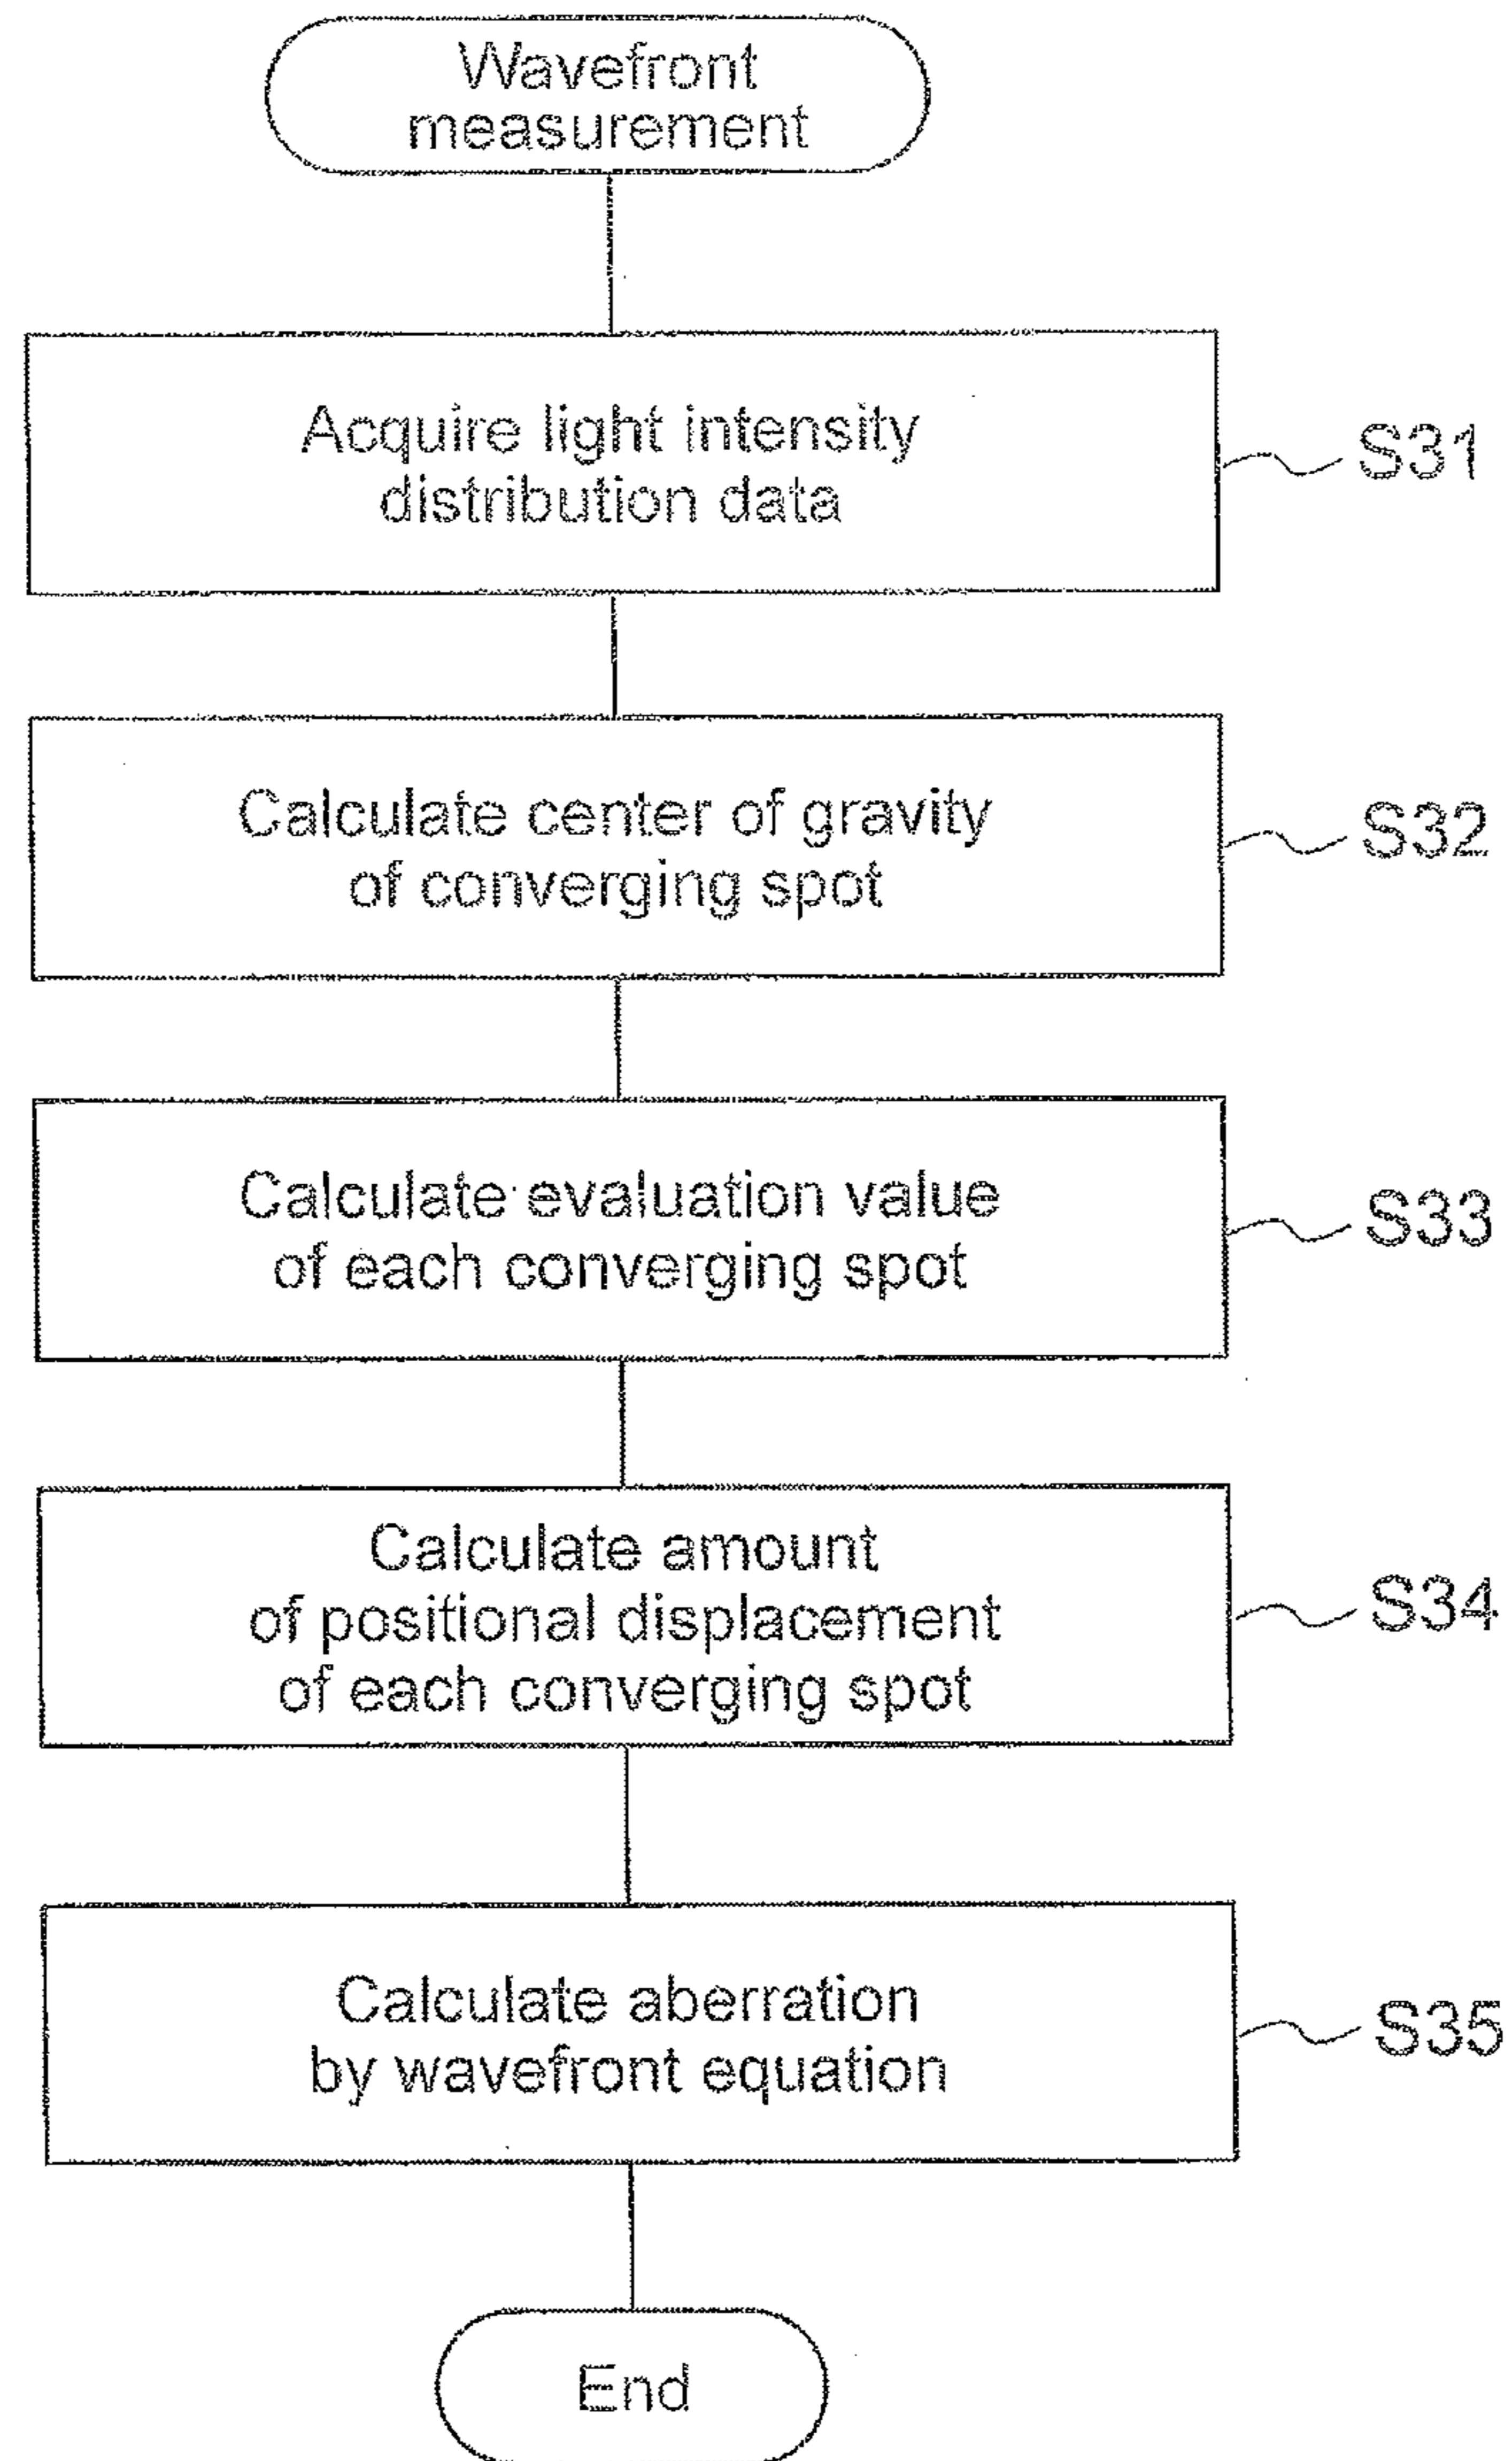 Wavefront
measurement
Acquire light intensity
distribution data
S31
Calculate center of gravity
of converging spot
S32
Calculate evaluation value
of each converging spot
S33
Calculate amount
of positional displacement
of each converging spot
S34
Calculate aberration
by wavefront equation
S35
End